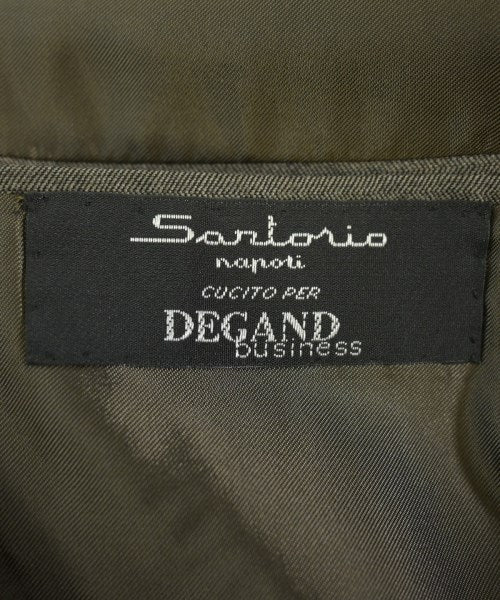 Sartorio
napoli
CUCITO PER
DEGAND
business